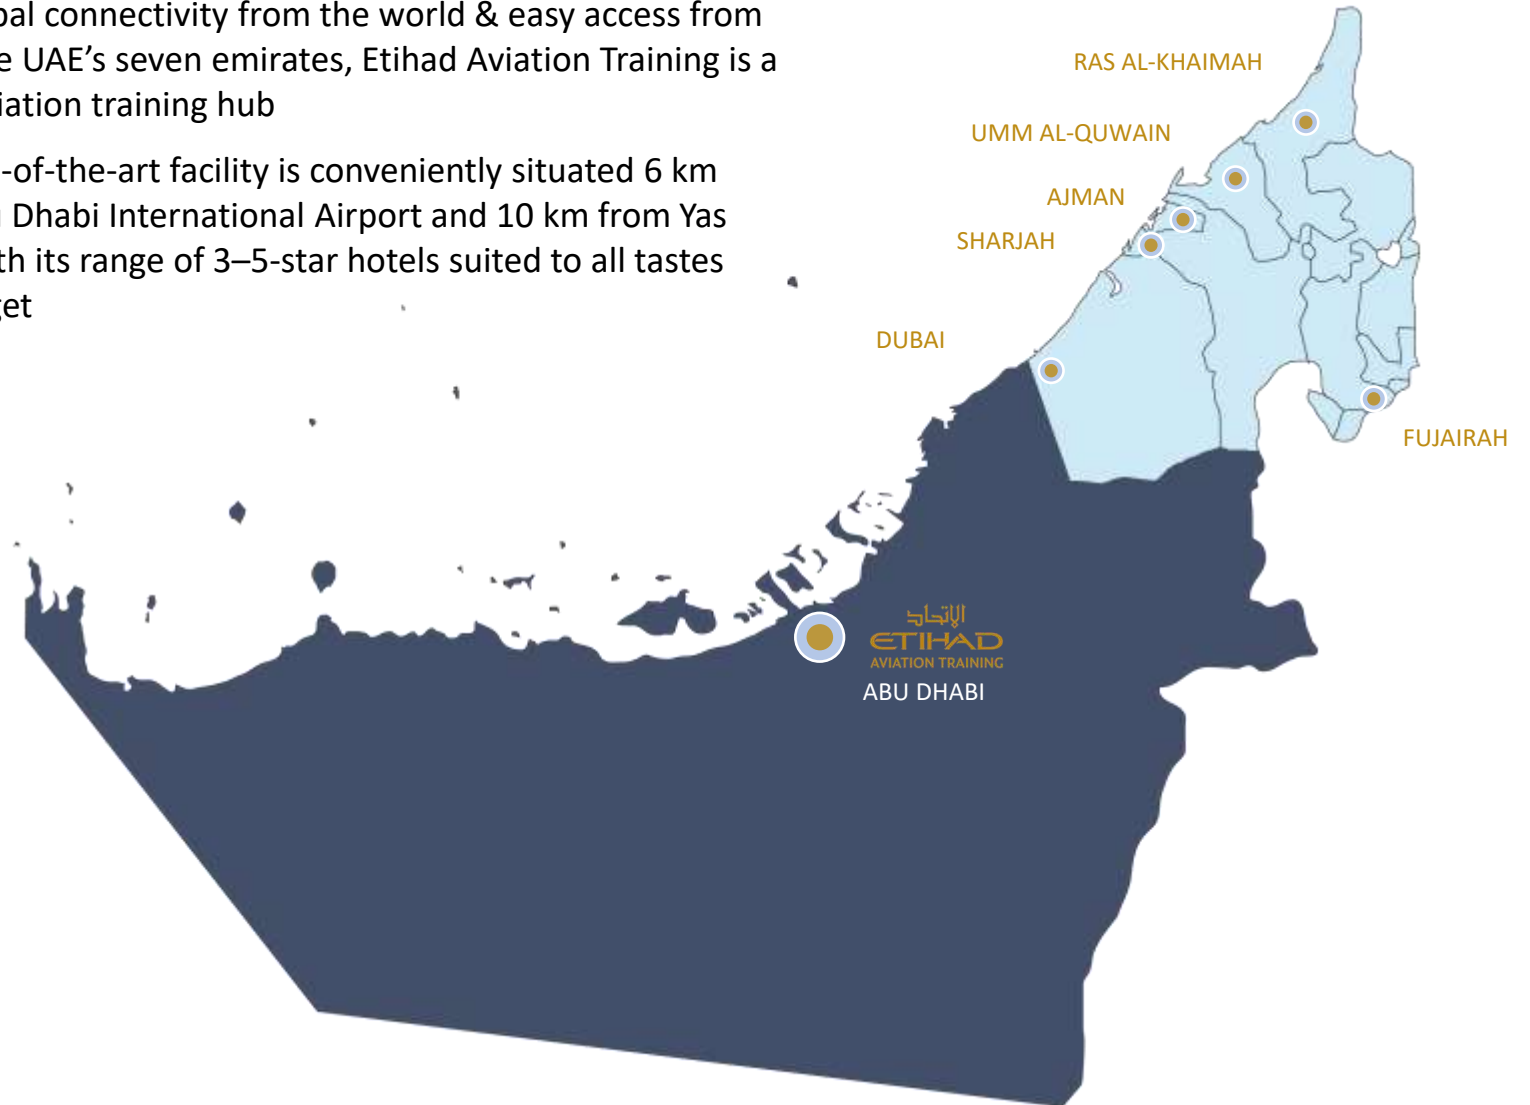 bal connectivity from the world & easy access from
e UAE’s seven emirates, Etihad Aviation Training is a
iation training hub
-of-the-art facility is conveniently situated 6 km
Dhabi International Airport and 10 km from Yas
th its range of 3–5-star hotels suited to all tastes
get
RAS AL-KHAIMAH
UMM AL-QUWAIN
AJMAN
SHARJAH
DUBAI
FUJAIRAH
الإتحاد
ETIHAD
AVIATION TRAINING
ABU DHABI